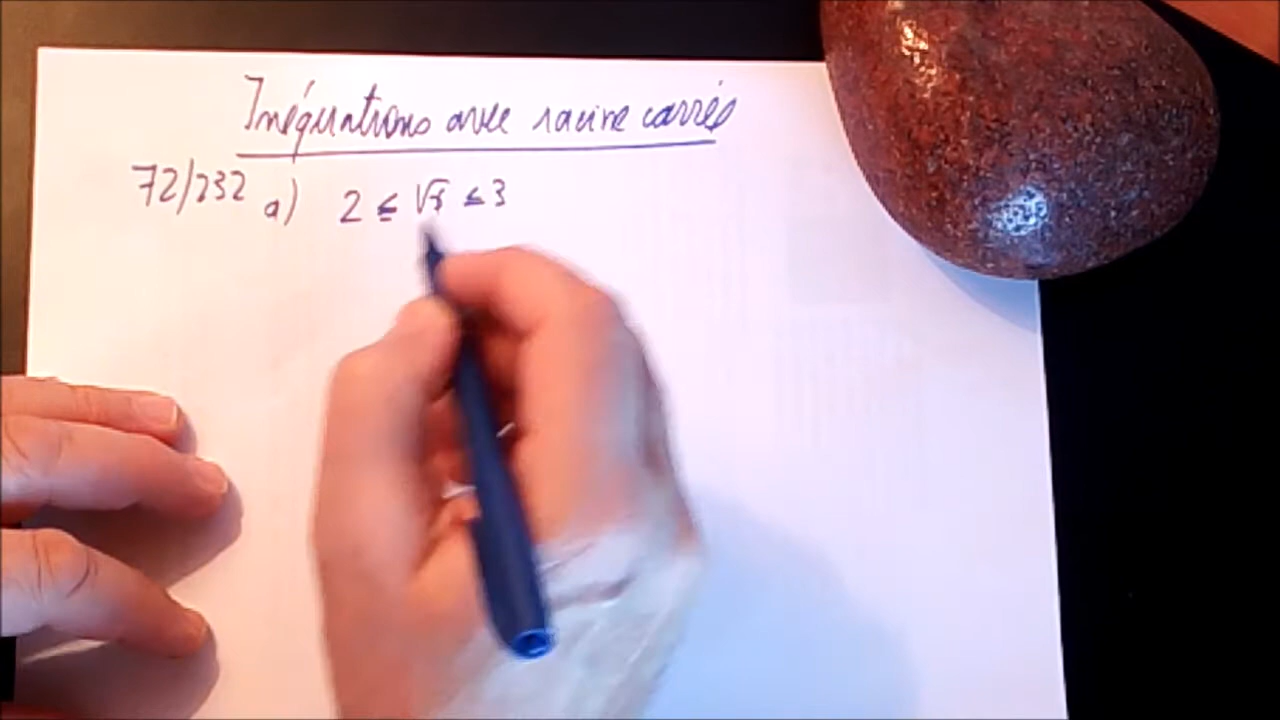 Inéquations avec racine carrés
72/232 a) 2 ≤ √x ≤ 3